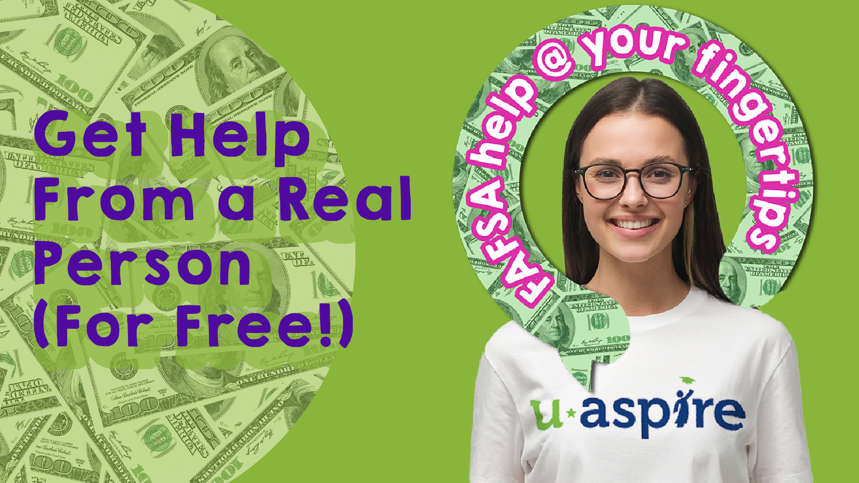 Get Help
From a Real
Person
(For Free!)
FAFSA help @ your fingertips
u aspire